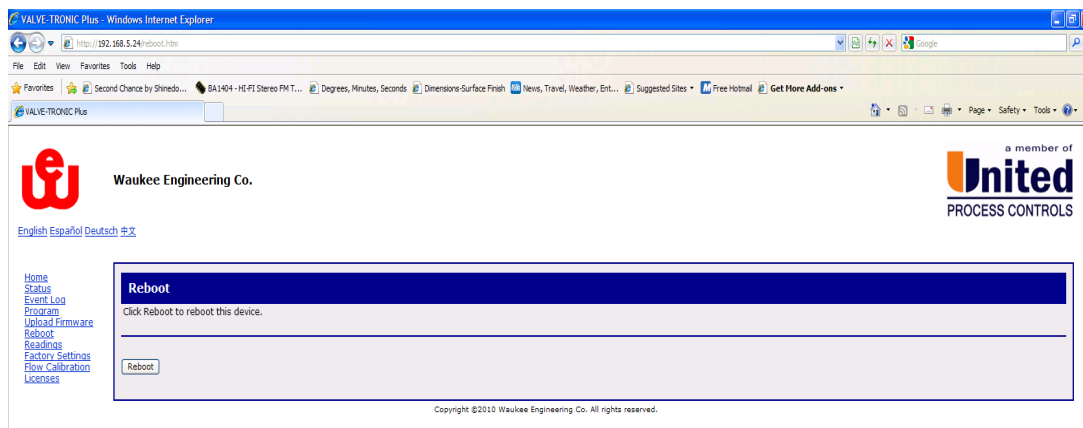 VALVE-TRONIC Plus - Windows Internet Explorer
http://192.168.5.24/reboot.htm
Google
File Edit View Favorites Tools Help
Favorites Second Chance by Shinedo... BA1404 - HI-FI Stereo FM T... Degrees, Minutes, Seconds Dimensions-Surface Finish News, Travel, Weather, Ent... Suggested Sites Free Hotmail Get More Add-ons
VALVE-TRONIC Plus
Page Safety Tools
Waukee Engineering Co.
a member of
United
PROCESS CONTROLS
English Español Deutsch 中文
Home
Status
Event Log
Program
Upload Firmware
Reboot
Readings
Factory Settings
Flow Calibration
Licenses
Reboot
Click Reboot to reboot this device.
Reboot
Copyright ©2010 Waukee Engineering Co. All rights reserved.